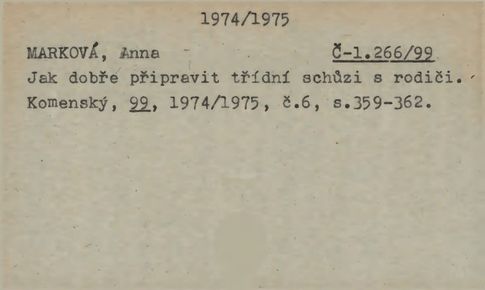 1974/1975
MARKOVÁ, Anna Č-1.266/99
Jak dobře připravit třídní schůzi s rodiči.
Komenský, 99, 1974/1975, č.6, s.359-362.